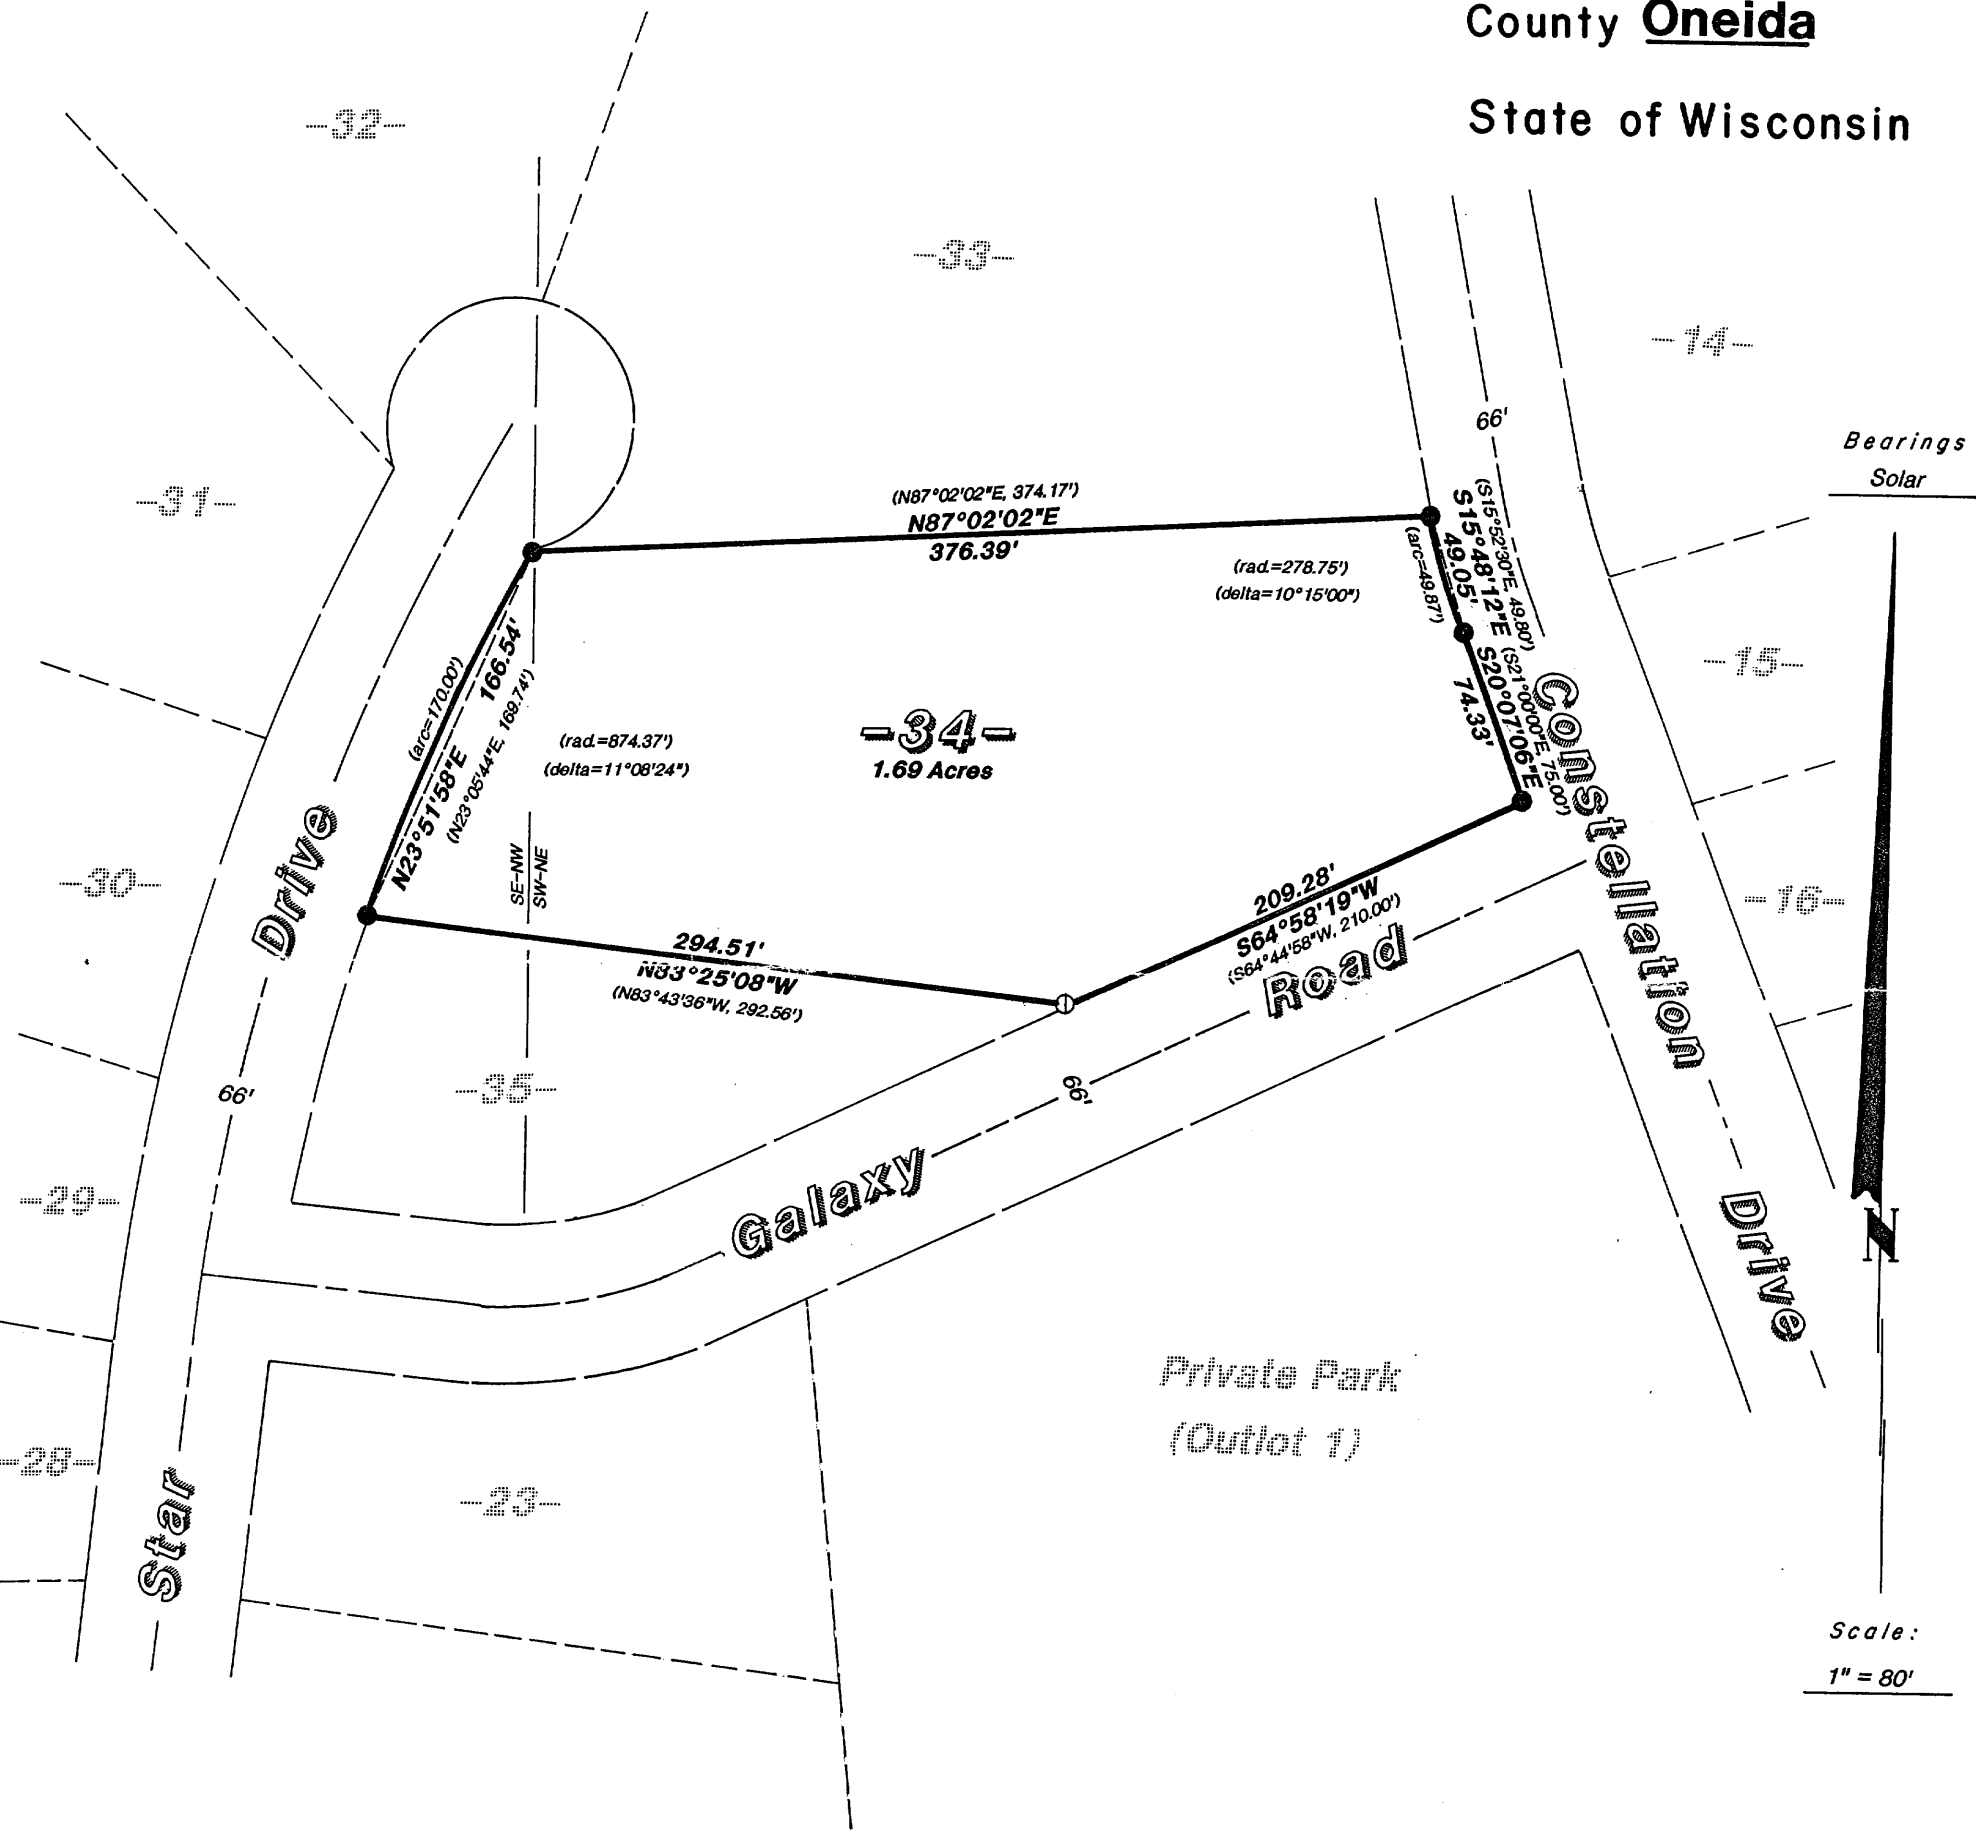 County Oneida
State of Wisconsin
-32-
-33-
-14-
66'
Bearings
Solar
-31-
(N87°02'02"E, 374.17')
N87°02'02"E
376.39'
(S15°52'30"E, 49.80')
S15°48'12"E
49.05'
(arc=49.87')
(rad.=278.75')
(delta=10°15'00")
(S21°00'00"E, 75.00')
S20°07'06"E
74.33'
-15-
(arc=170.00')
166.54'
N23°51'58"E
(N23°05'44"E, 169.74')
(rad.=874.37')
(delta=11°08'24")
-34-
1.69 Acres
Constellation Drive
SE-NW
SW-NE
-30-
-16-
209.28'
S64°58'19"W
(S64°44'58"W, 210.00')
294.51'
N83°25'08"W
(N83°43'36"W, 292.56')
Galaxy Road
66'
66'
-35-
-29-
N
Star Drive
Private Park
(Outlot 1)
-28-
-23-
Scale:
1" = 80'